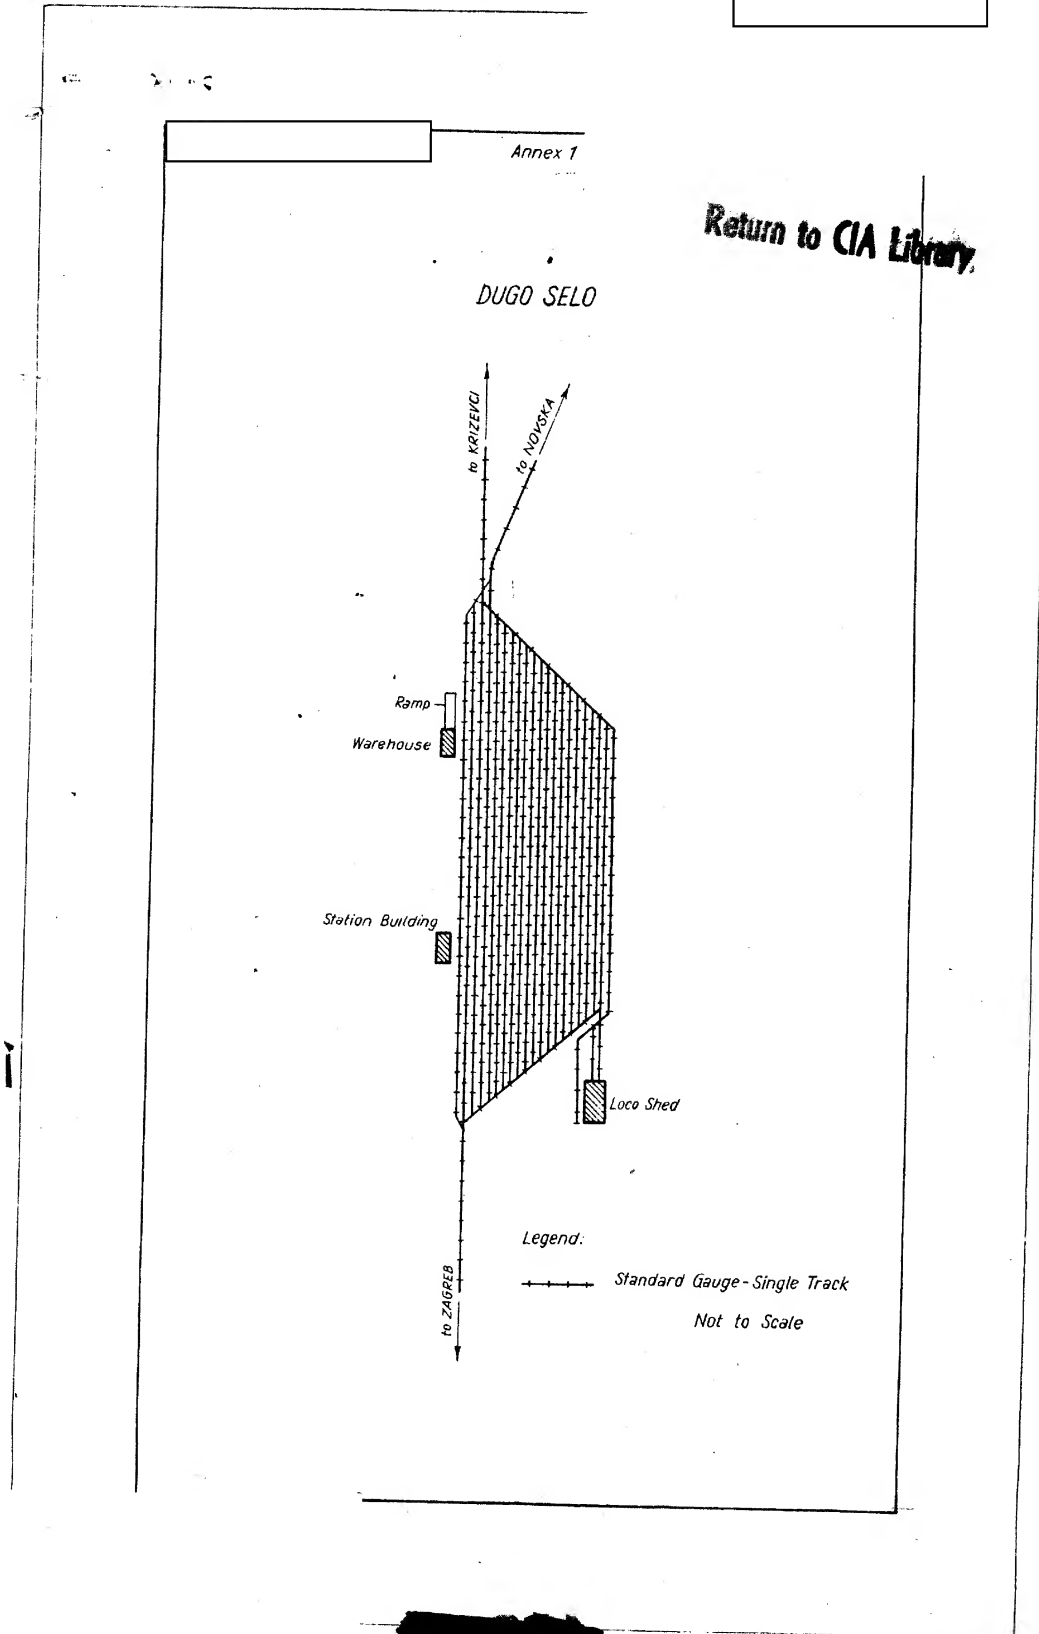 Annex 1
Return to CIA Library.
DUGO SELO
to KRIZEVCI
to NOVSKA
Ramp
Warehouse
Station Building
Loco Shed
Legend:
Standard Gauge - Single Track
Not to Scale
to ZAGREB